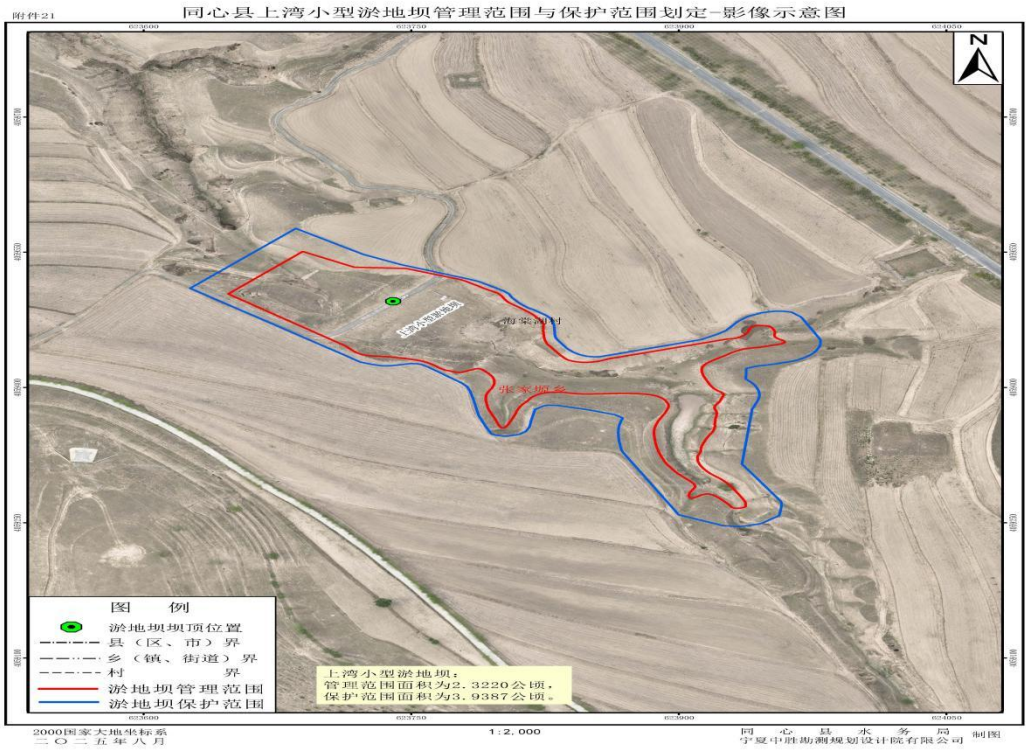 附件21
同心县上湾小型淤地坝管理范围与保护范围划定-影像示意图
623600
623750
623900
624050
N
上湾小型淤地坝
海棠湖村
张家塬乡
图 例
淤地坝坝顶位置
县（区、市）界
乡（镇、街道）界
村 界
淤地坝管理范围
淤地坝保护范围
上湾小型淤地坝：
管理范围面积为2.3220公顷，
保护范围面积为3.9387公顷。
623600
623750
623900
624050
2000国家大地坐标系
二〇二五年八月
1:2,000
同心县水务局
宁夏中胜勘测规划设计院有限公司
制图